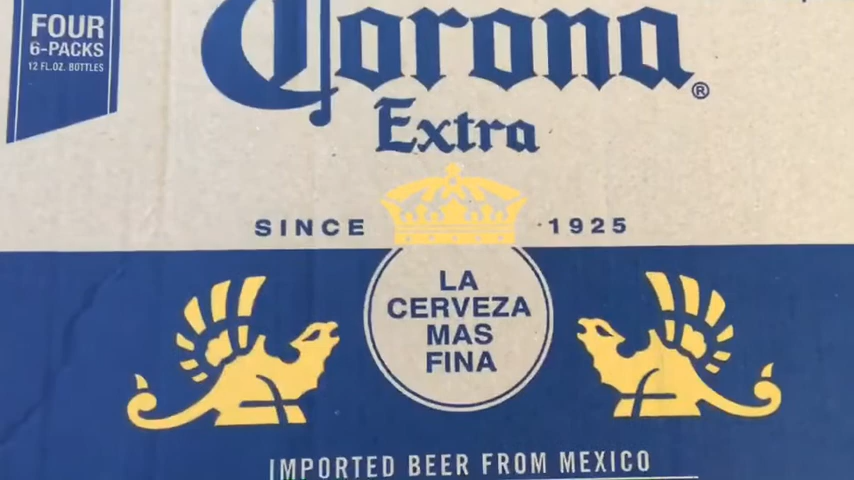 FOUR
6-PACKS
12 FL.OZ. BOTTLES
Corona®
Extra
SINCE 1925
LA
CERVEZA
MAS
FINA
IMPORTED BEER FROM MEXICO